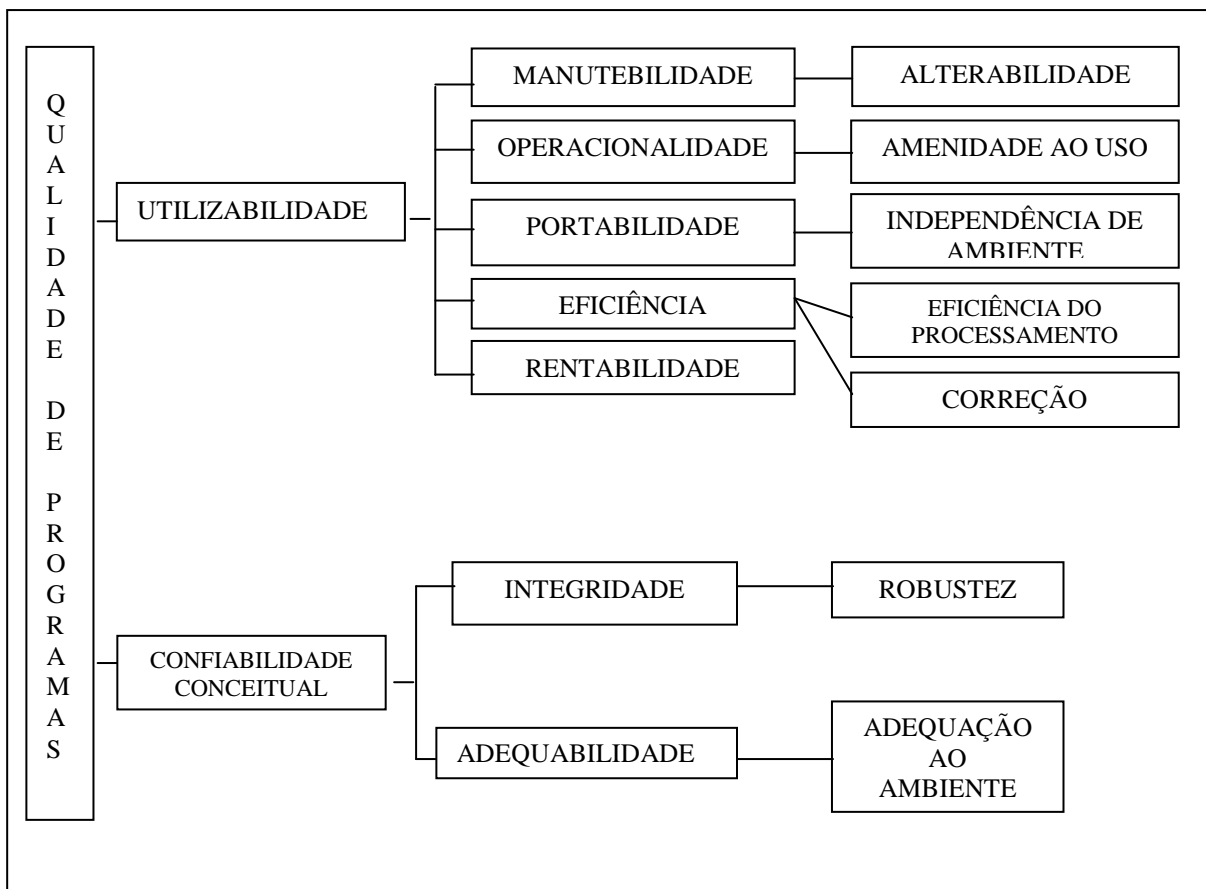 QUALIDADE DE PROGRAMAS
UTILIZABILIDADE
MANUTEBILIDADE
ALTERABILIDADE
OPERACIONALIDADE
AMENIDADE AO USO
PORTABILIDADE
INDEPENDÊNCIA DE
AMBIENTE
EFICIÊNCIA
EFICIÊNCIA DO
PROCESSAMENTO
CORREÇÃO
RENTABILIDADE
CONFIABILIDADE
CONCEITUAL
INTEGRIDADE
ROBUSTEZ
ADEQUABILIDADE
ADEQUAÇÃO
AO
AMBIENTE